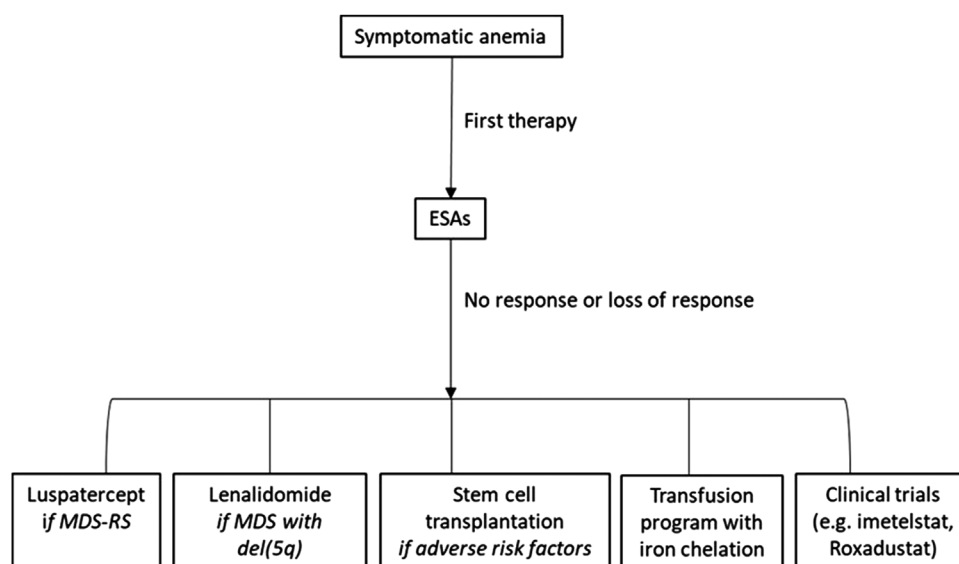 Symptomatic anemia
First therapy
ESAs
No response or loss of response
Luspatercept
if MDS-RS
Lenalidomide
if MDS with
del(5q)
Stem cell
transplantation
if adverse risk factors
Transfusion
program with
iron chelation
Clinical trials
(e.g. imetelstat,
Roxadustat)